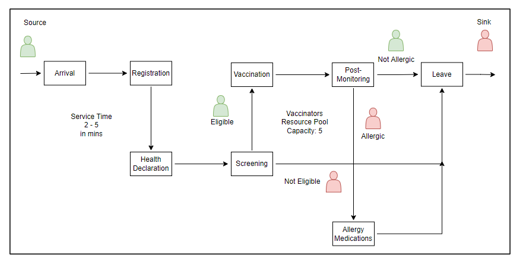 Source
Sink
Not Allergic
Arrival
Registration
Vaccination
Post-
Monitoring
Leave
Service Time
2 - 5
in mins
Eligible
Vaccinators
Resource Pool
Capacity: 5
Allergic
Health
Declaration
Screening
Not Eligible
Allergy
Medications